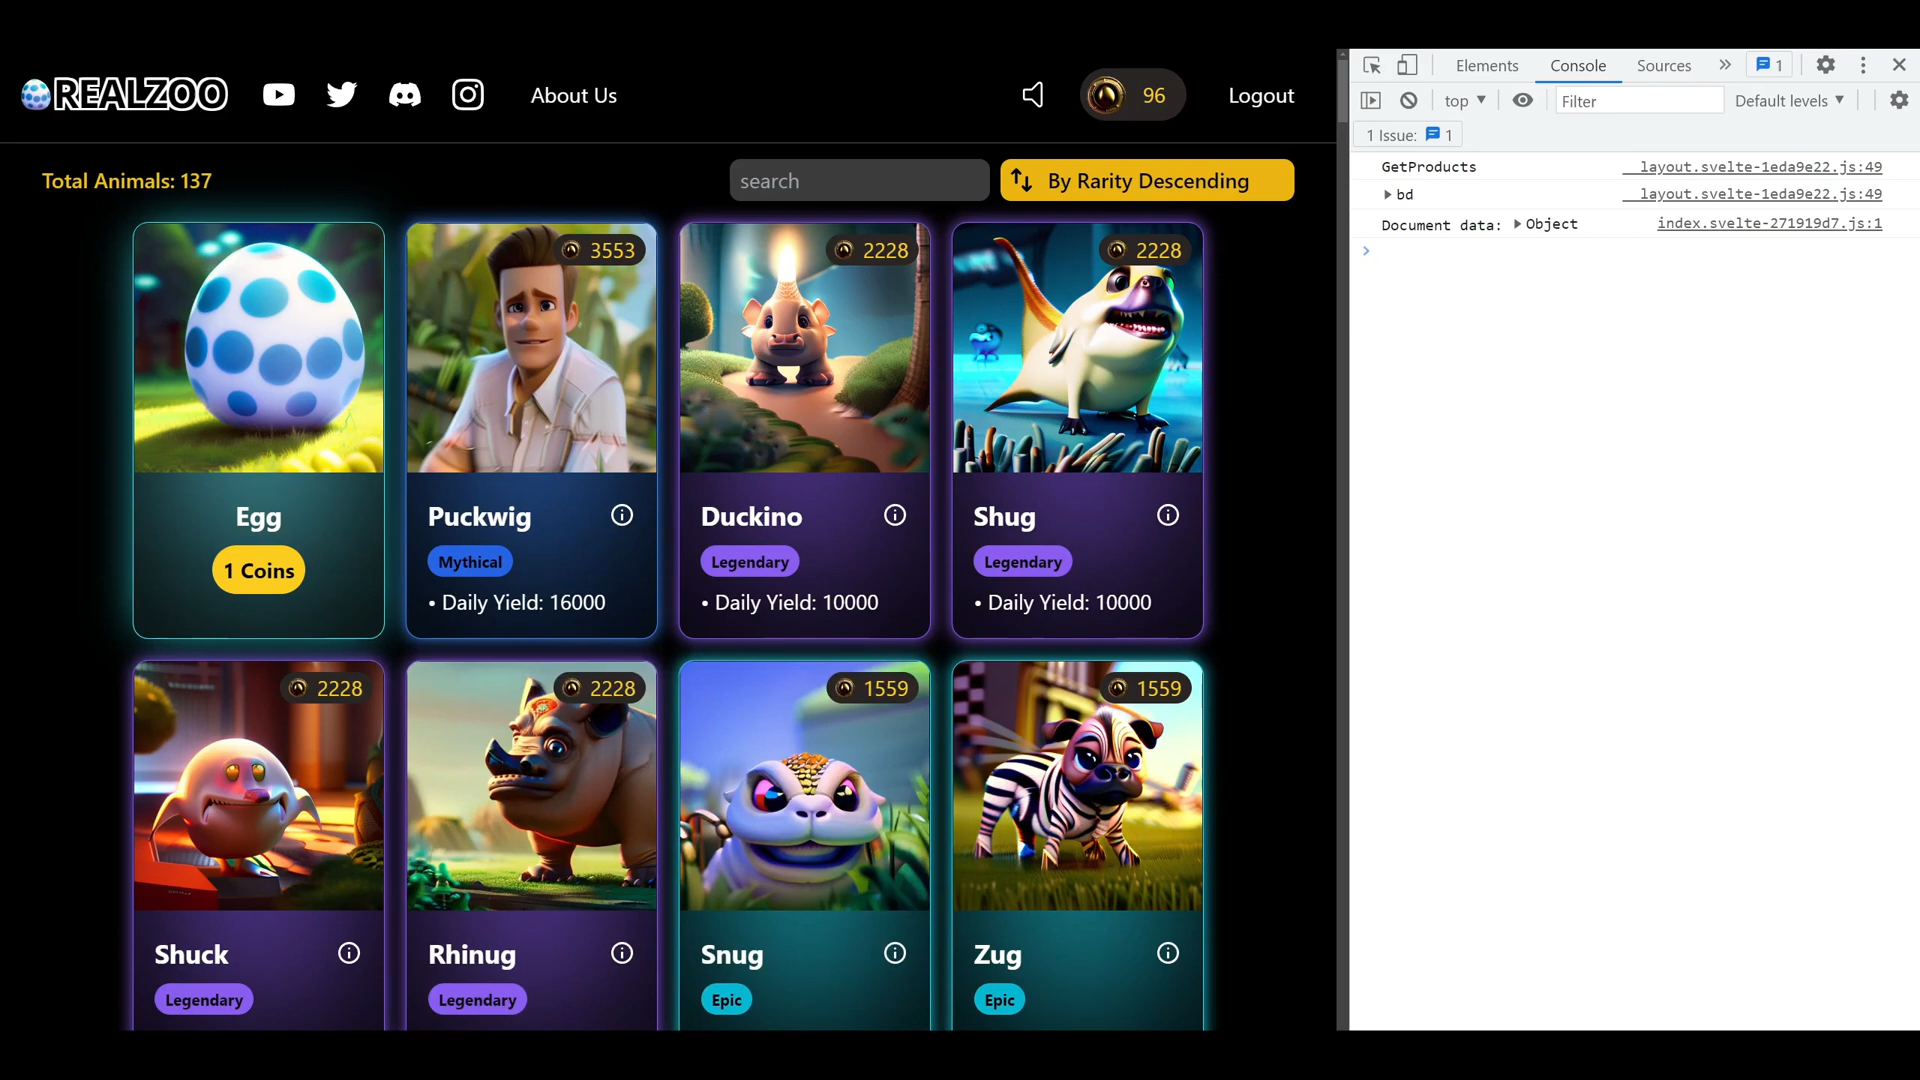 REALZOO
About Us
96
Logout
Total Animals: 137
search
By Rarity Descending
3553
2228
2228
Egg
1 Coins
Puckwig
Mythical
• Daily Yield: 16000
Duckino
Legendary
• Daily Yield: 10000
Shug
Legendary
• Daily Yield: 10000
2228
2228
1559
1559
Shuck
Legendary
Rhinug
Legendary
Snug
Epic
Zug
Epic
Elements Console Sources » 1
top Filter Default levels
1 Issue: 1
GetProducts _layout.svelte-1eda9e22.js:49
bd _layout.svelte-1eda9e22.js:49
Document data: Object index.svelte-271919d7.js:1